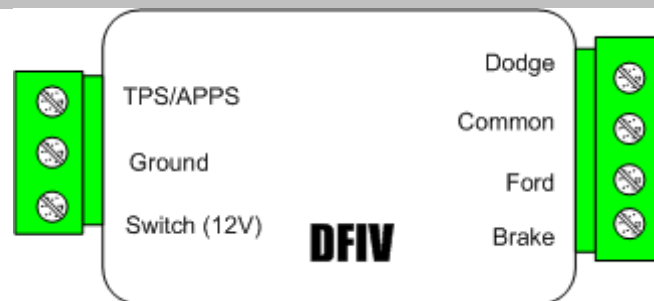 TPS/APPS
Ground
Switch (12V)
DFIV
Dodge
Common
Ford
Brake